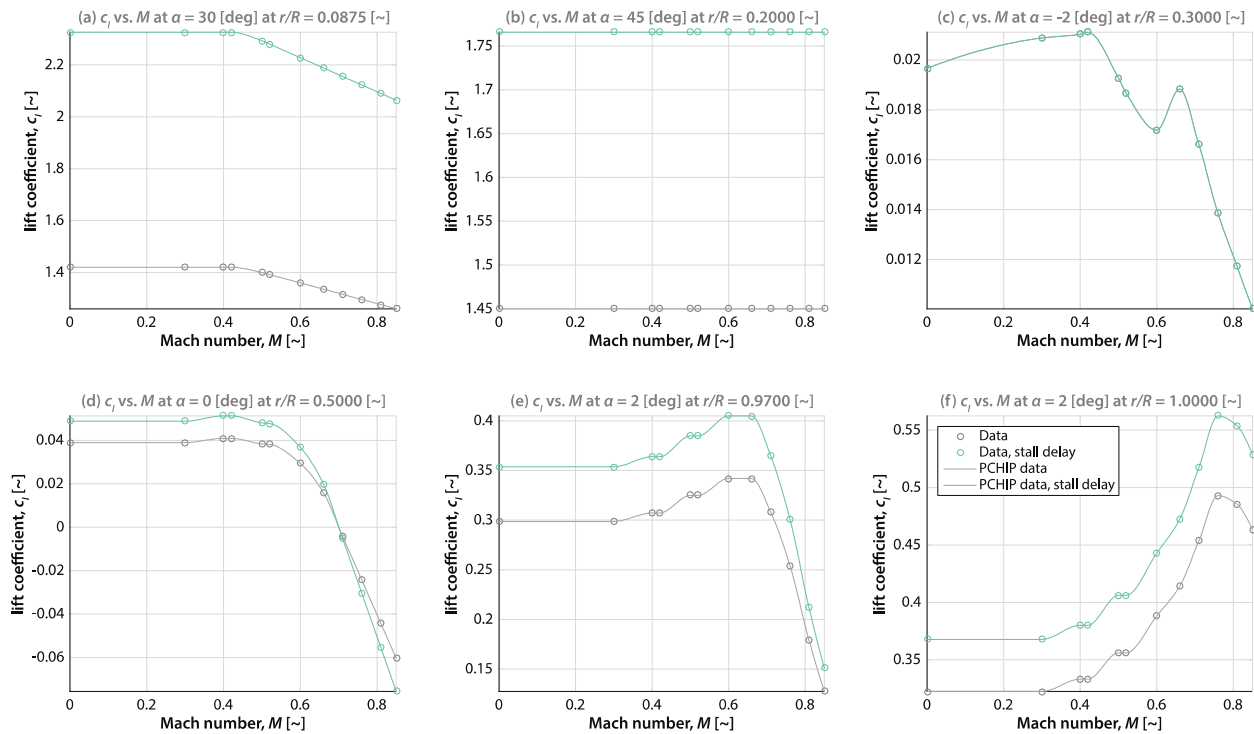 (a) c_l vs. M at α = 30 [deg] at r/R = 0.0875 [~]
lift coefficient, c_l [~]
2.2
2
1.8
1.6
1.4
0
0.2
0.4
0.6
0.8
Mach number, M [~]
(b) c_l vs. M at α = 45 [deg] at r/R = 0.2000 [~]
lift coefficient, c_l [~]
1.75
1.7
1.65
1.6
1.55
1.5
1.45
0
0.2
0.4
0.6
0.8
Mach number, M [~]
(c) c_l vs. M at α = -2 [deg] at r/R = 0.3000 [~]
lift coefficient, c_l [~]
0.02
0.018
0.016
0.014
0.012
0
0.2
0.4
0.6
0.8
Mach number, M [~]
(d) c_l vs. M at α = 0 [deg] at r/R = 0.5000 [~]
lift coefficient, c_l [~]
0.04
0.02
0
-0.02
-0.04
-0.06
0
0.2
0.4
0.6
0.8
Mach number, M [~]
(e) c_l vs. M at α = 2 [deg] at r/R = 0.9700 [~]
lift coefficient, c_l [~]
0.4
0.35
0.3
0.25
0.2
0.15
0
0.2
0.4
0.6
0.8
Mach number, M [~]
(f) c_l vs. M at α = 2 [deg] at r/R = 1.0000 [~]
lift coefficient, c_l [~]
0.55
0.5
0.45
0.4
0.35
Data
Data, stall delay
PCHIP data
PCHIP data, stall delay
0
0.2
0.4
0.6
0.8
Mach number, M [~]